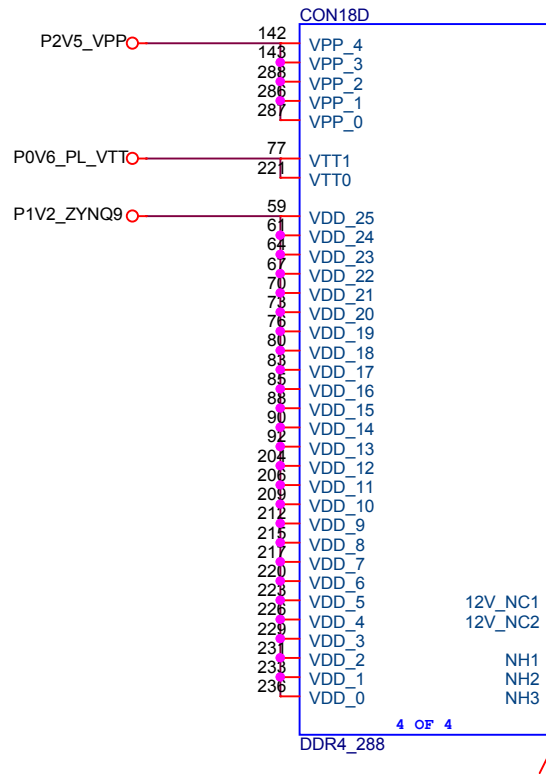 CON18D
P2V5_VPP 142 VPP_4
143 VPP_3
288 VPP_2
286 VPP_1
287 VPP_0
P0V6_PL_VTT 77 VTT1
221 VTT0
P1V2_ZYNQ9 59 VDD_25
61 VDD_24
64 VDD_23
67 VDD_22
70 VDD_21
73 VDD_20
76 VDD_19
80 VDD_18
83 VDD_17
85 VDD_16
88 VDD_15
90 VDD_14
92 VDD_13
204 VDD_12
206 VDD_11
209 VDD_10
212 VDD_9
215 VDD_8
217 VDD_7
220 VDD_6
223 VDD_5 12V_NC1
226 VDD_4 12V_NC2
229 VDD_3
231 VDD_2 NH1
233 VDD_1 NH2
236 VDD_0 NH3
4 OF 4
DDR4_288